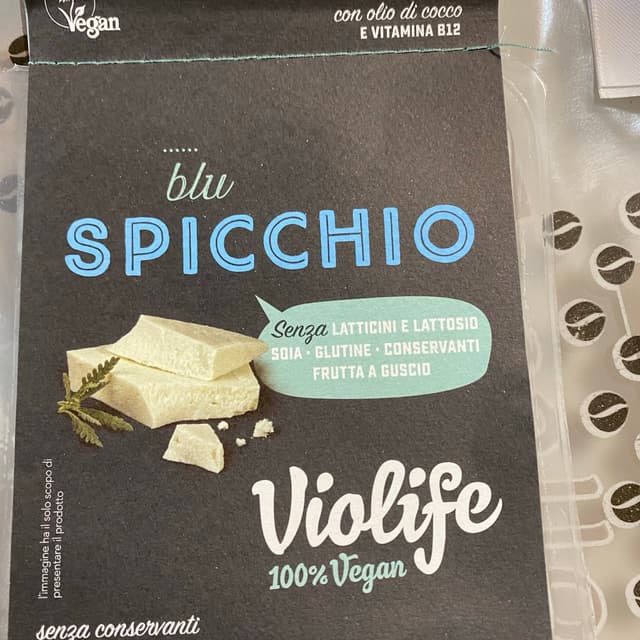 Vegan
con olio di cocco
E VITAMINA B12
blu
SPICCHIO
Senza LATTICINI E LATTOSIO
SOIA · GLUTINE · CONSERVANTI
FRUTTA A GUSCIO
Violife
100% Vegan
l'immagine ha il solo scopo di
presentare il prodotto
senza conservanti